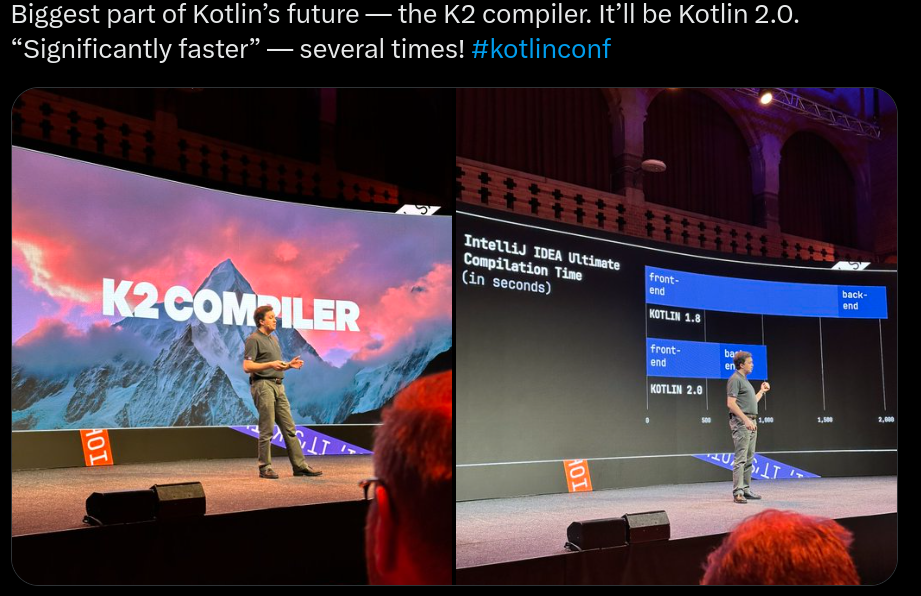 Biggest part of Kotlin’s future — the K2 compiler. It’ll be Kotlin 2.0.
“Significantly faster” — several times! #kotlinconf
K2 COMPILER
IntelliJ IDEA Ultimate
Compilation Time
(in seconds)
front-
end
back-
end
KOTLIN 1.8
front-
end
KOTLIN 2.0
0
500
1,000
1,500
2,000